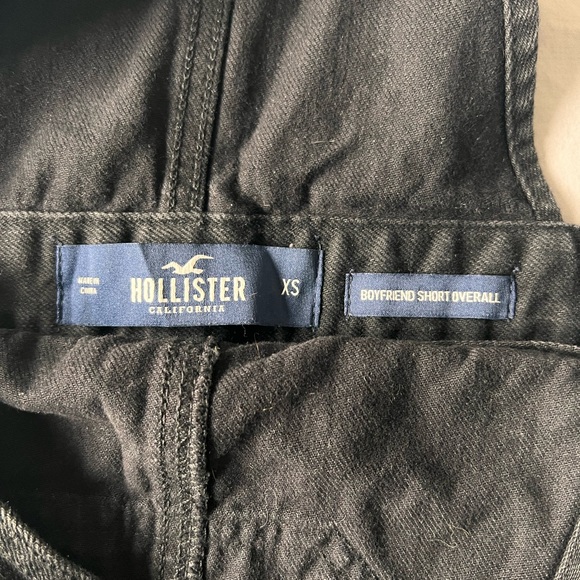 MADE IN
CHINA
HOLLISTER
CALIFORNIA
XS
BOYFRIEND SHORT OVERALL